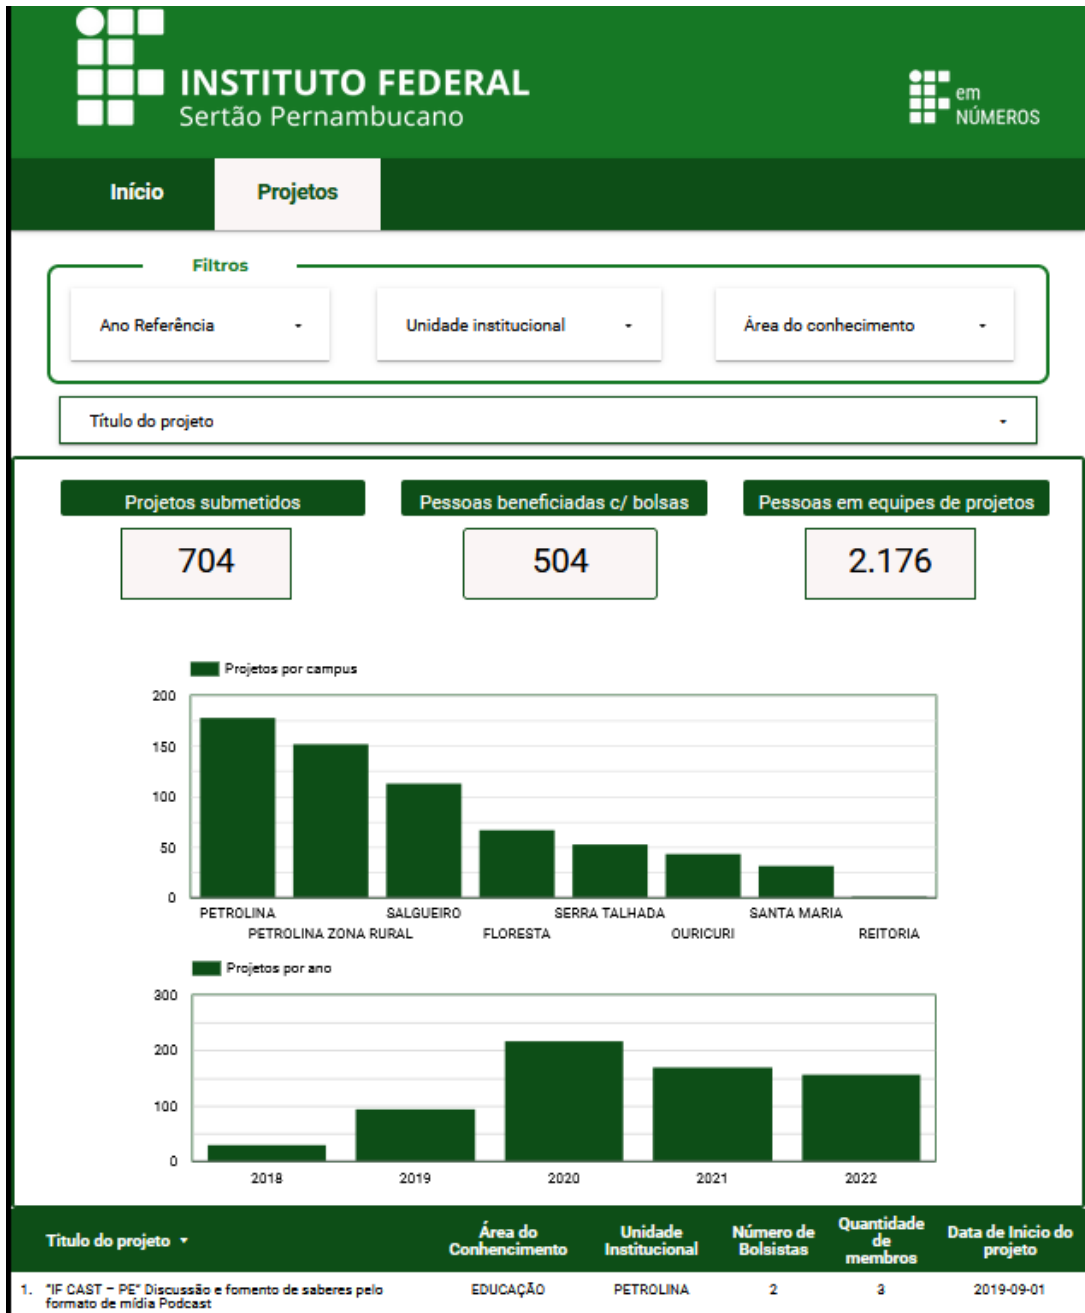 INSTITUTO FEDERAL
Sertão Pernambucano
em
NÚMEROS
Início
Projetos
Filtros
Ano Referência
Unidade institucional
Área do conhecimento
Título do projeto
Projetos submetidos
Pessoas beneficiadas c/ bolsas
Pessoas em equipes de projetos
704
504
2.176
Projetos por campus
200
150
100
50
0
PETROLINA
PETROLINA ZONA RURAL
SALGUEIRO
FLORESTA
SERRA TALHADA
OURICURI
SANTA MARIA
REITORIA
Projetos por ano
300
200
100
0
2018
2019
2020
2021
2022
Titulo do projeto
Área do
Conhencimento
Unidade
Institucional
Número de
Bolsistas
Quantidade
de
membros
Data de Inicio do
projeto
1. "IF CAST – PE" Discussão e fomento de saberes pelo
formato de mídia Podcast
EDUCAÇÃO
PETROLINA
2
3
2019-09-01